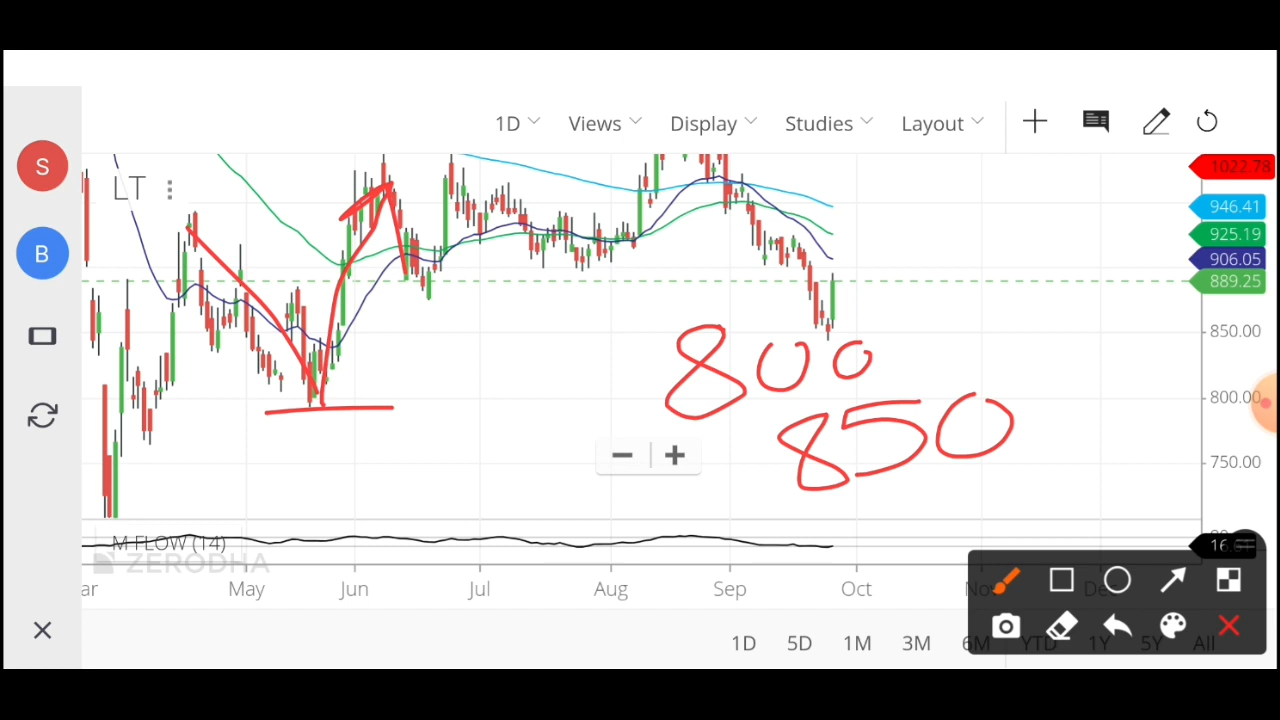 1D Views Display Studies Layout
S
LT
1022.78
946.41
925.19
B
906.05
889.25
850.00
800
800.00
850
750.00
M FLOW (14)
16
ZERODHA
ar May Jun Jul Aug Sep Oct
1D 5D 1M 3M 6M YTD 1Y 5Y All